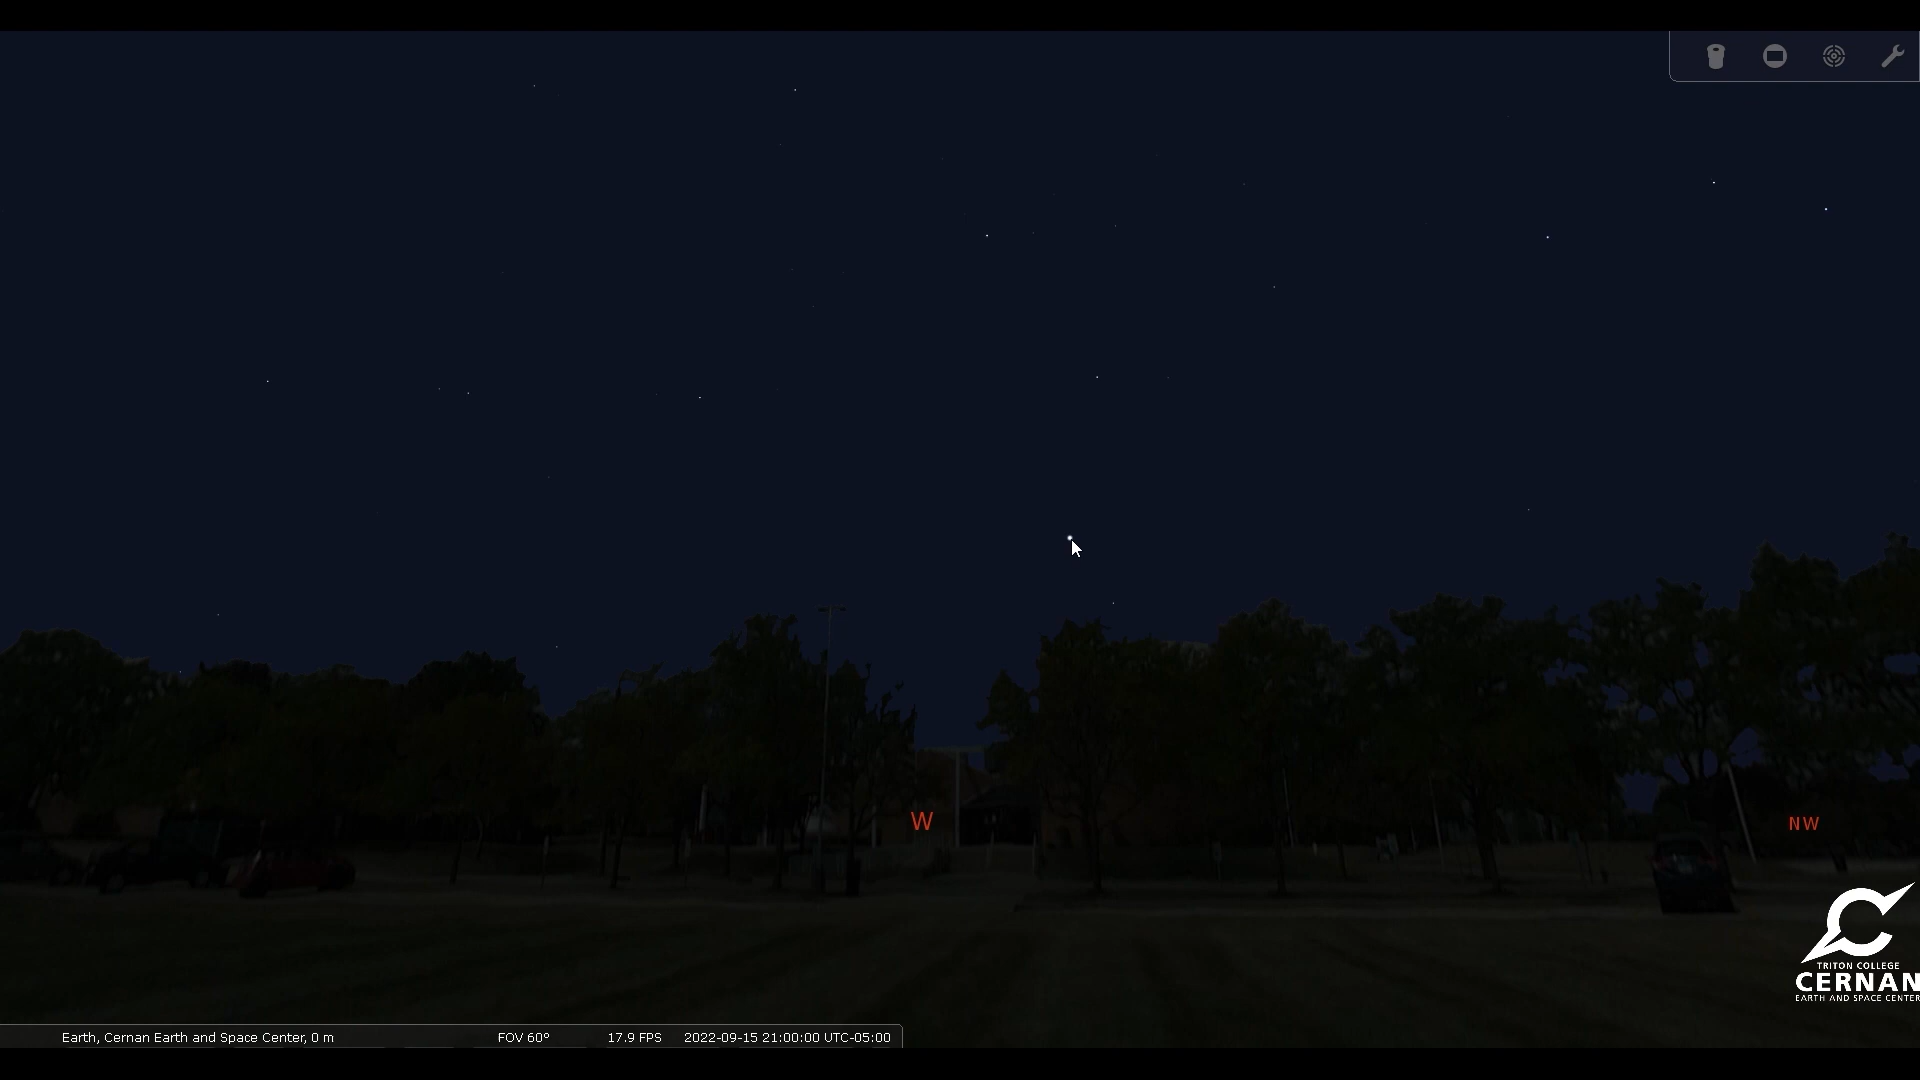 W
NW
TRITON COLLEGE
CERNAN
EARTH AND SPACE CENTER
Earth, Cernan Earth and Space Center, 0 m
FOV 60°
17.9 FPS
2022-09-15 21:00:00 UTC-05:00